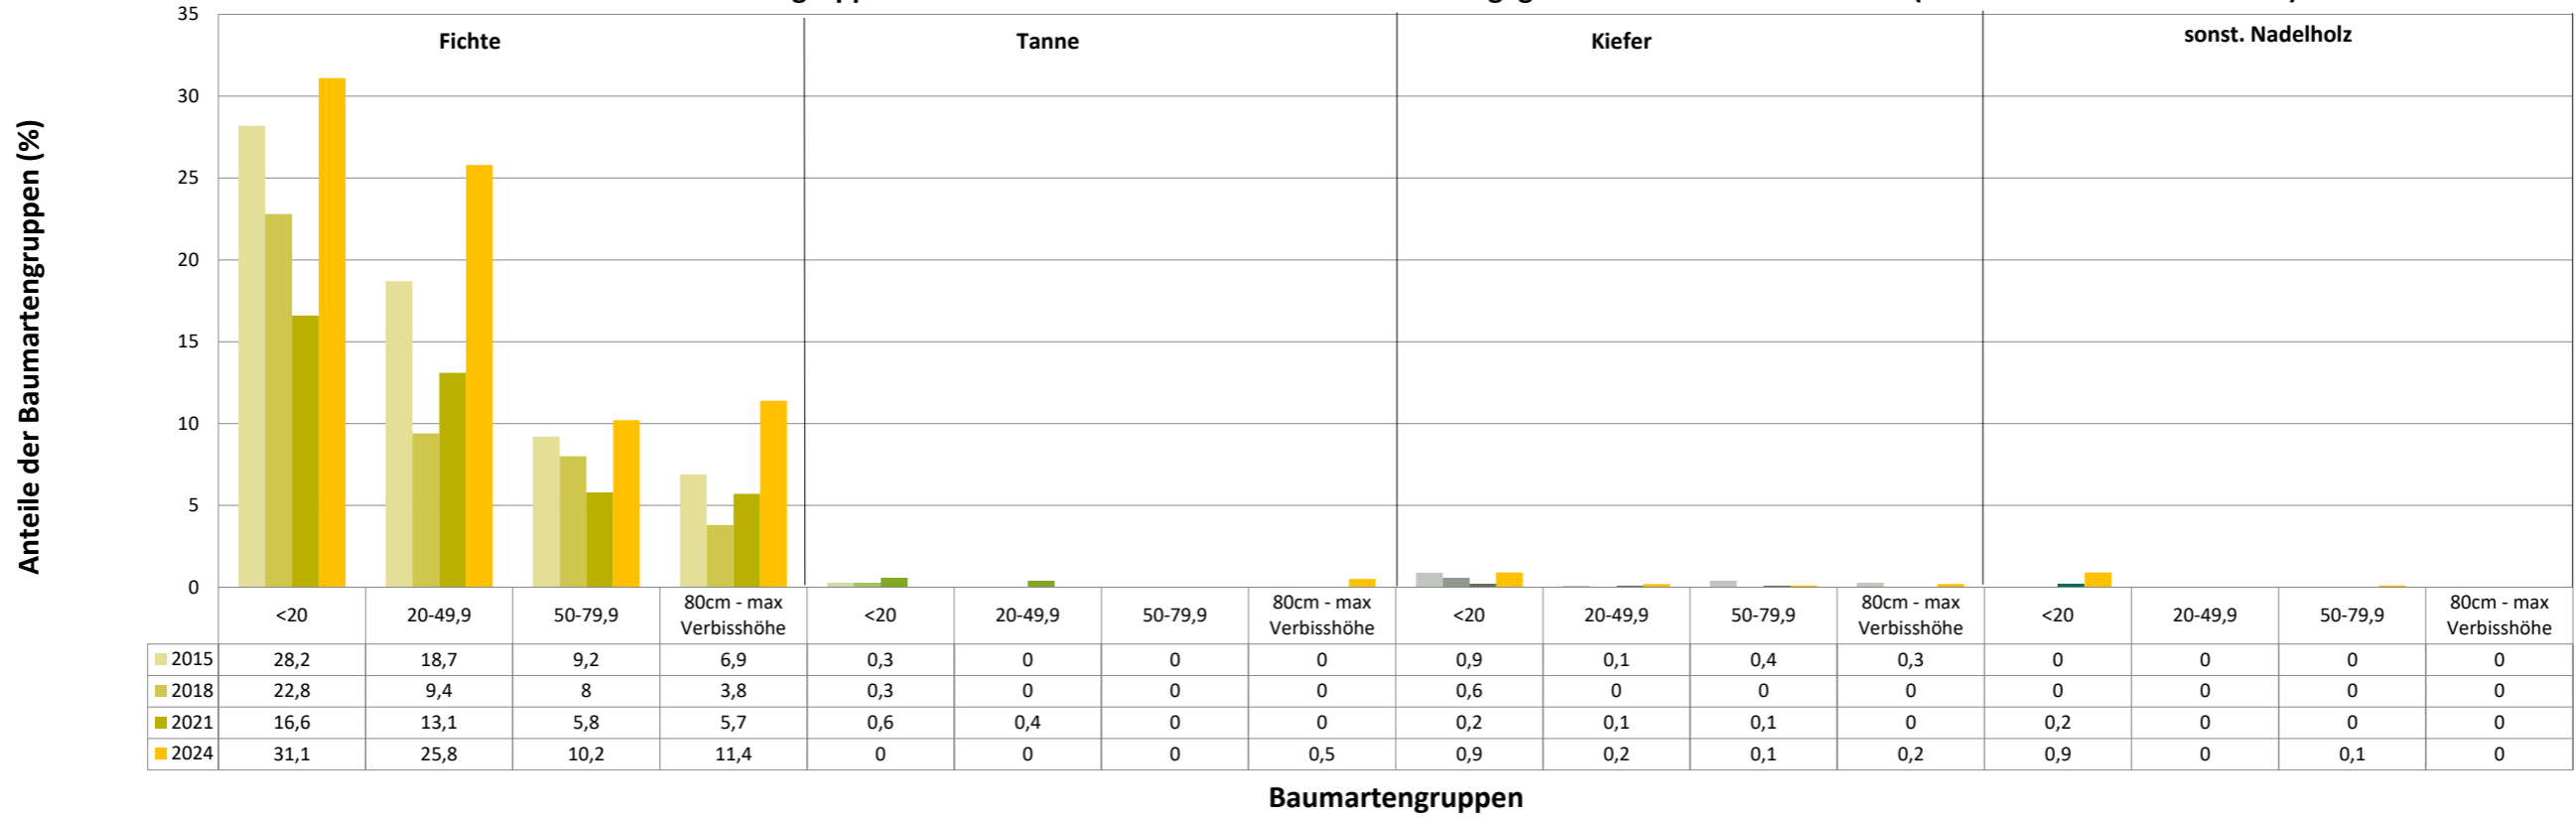 Fichte Tanne Kiefer sonst. Nadelholz
Anteile der Baumartengruppen (%)
35
30
25
20
15
10
5
0
<20 20-49,9 50-79,9 80cm - max Verbisshöhe <20 20-49,9 50-79,9 80cm - max Verbisshöhe <20 20-49,9 50-79,9 80cm - max Verbisshöhe <20 20-49,9 50-79,9 80cm - max Verbisshöhe
2015 28,2 18,7 9,2 6,9 0,3 0 0 0 0,9 0,1 0,4 0,3 0 0 0 0
2018 22,8 9,4 8 3,8 0,3 0 0 0 0,6 0 0 0 0 0 0 0
2021 16,6 13,1 5,8 5,7 0,6 0,4 0 0 0,2 0,1 0,1 0 0,2 0 0 0
2024 31,1 25,8 10,2 11,4 0 0 0 0,5 0,9 0,2 0,1 0,2 0,9 0 0,1 0
Baumartengruppen